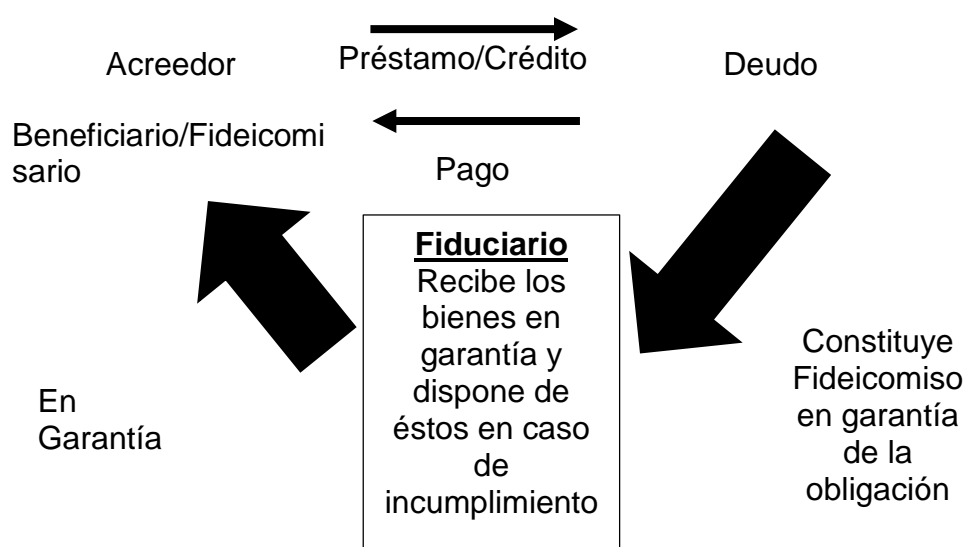 Acreedor
Préstamo/Crédito
Deudo
Beneficiario/Fideicomi
sario
Pago
Fiduciario
Recibe los
bienes en
garantía y
dispone de
éstos en caso
de
incumplimiento
En
Garantía
Constituye
Fideicomiso
en garantía
de la
obligación